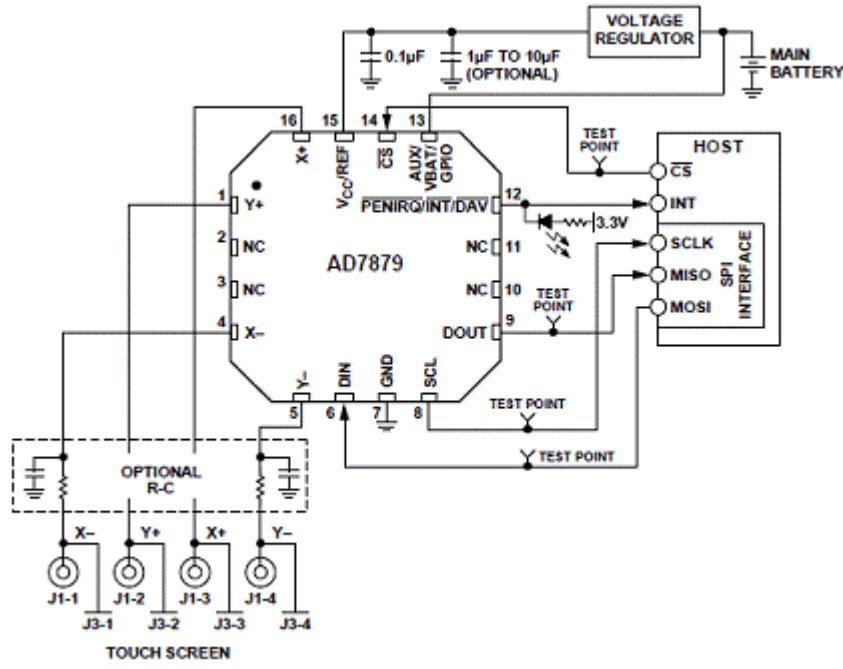 VOLTAGE
REGULATOR
0.1µF
1µF TO 10µF
(OPTIONAL)
MAIN
BATTERY
16
15
14
13
X+
VCC/REF
CS
AUX/
VBAT/
GPIO
TEST
POINT
HOST
CS
INT
SCLK
MISO
MOSI
SPI
INTERFACE
1
Y+
2
NC
3
NC
4
X–
AD7879
PENIRQ/INT/DAV
12
3.3V
NC
11
NC
10
TEST
POINT
DOUT
9
Y–
DIN
GND
SCL
5
6
7
8
TEST POINT
TEST POINT
OPTIONAL
R-C
X–
Y+
X+
Y–
J1-1
J1-2
J1-3
J1-4
J3-1
J3-2
J3-3
J3-4
TOUCH SCREEN